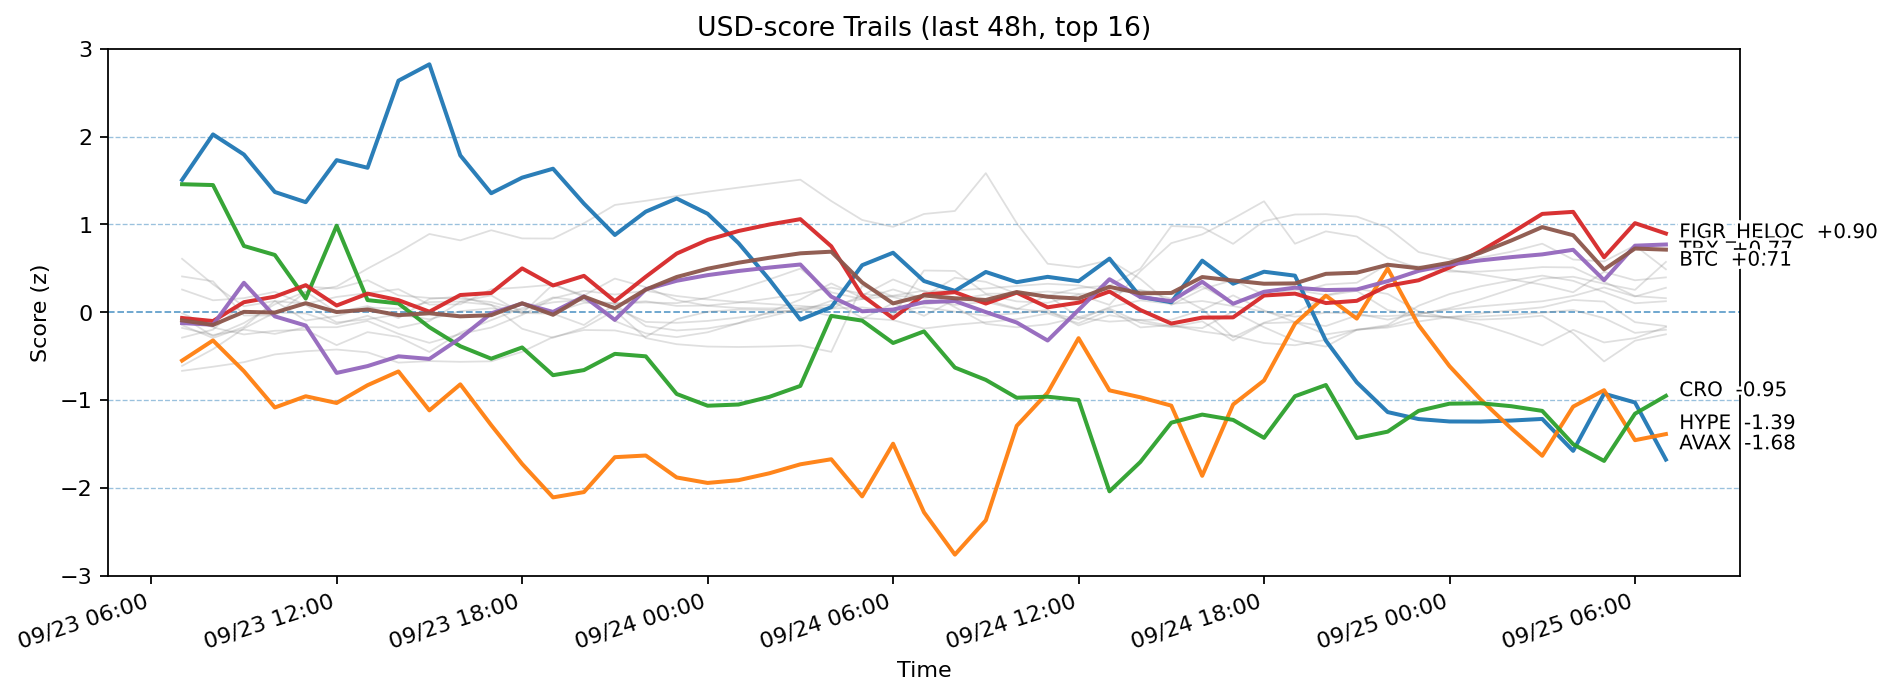 USD-score Trails (last 48h, top 16)
Score (z)
3
2
1
0
−1
−2
−3
FIGR_HELOC +0.90
TRX +0.77
BTC +0.71
CRO -0.95
HYPE -1.39
AVAX -1.68
09/23 06:00
09/23 12:00
09/23 18:00
09/24 00:00
09/24 06:00
09/24 12:00
09/24 18:00
09/25 00:00
09/25 06:00
Time